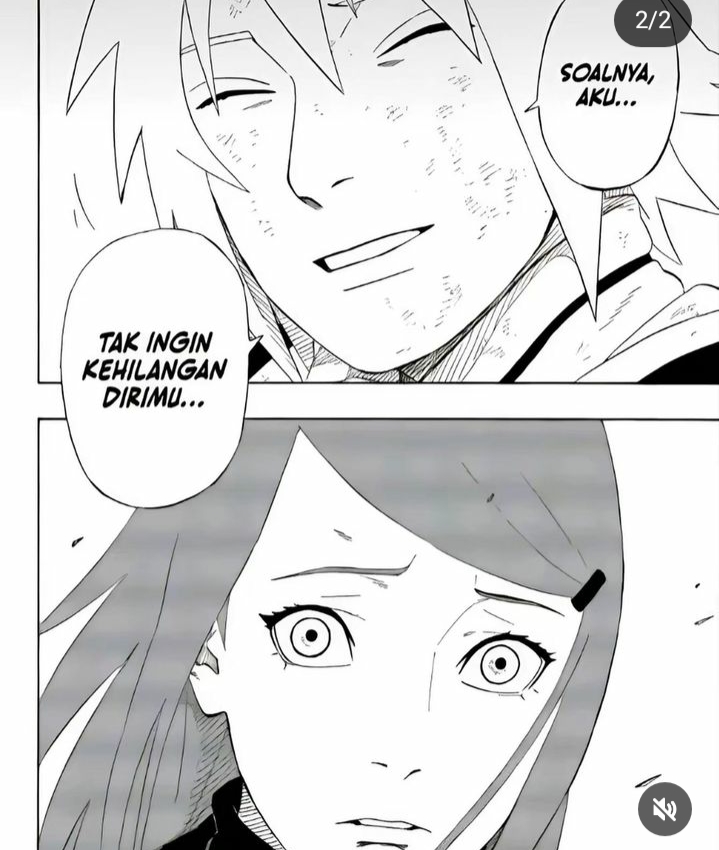 2/2
SOALNYA,
AKU...
TAK INGIN
KEHILANGAN
DIRIMU...